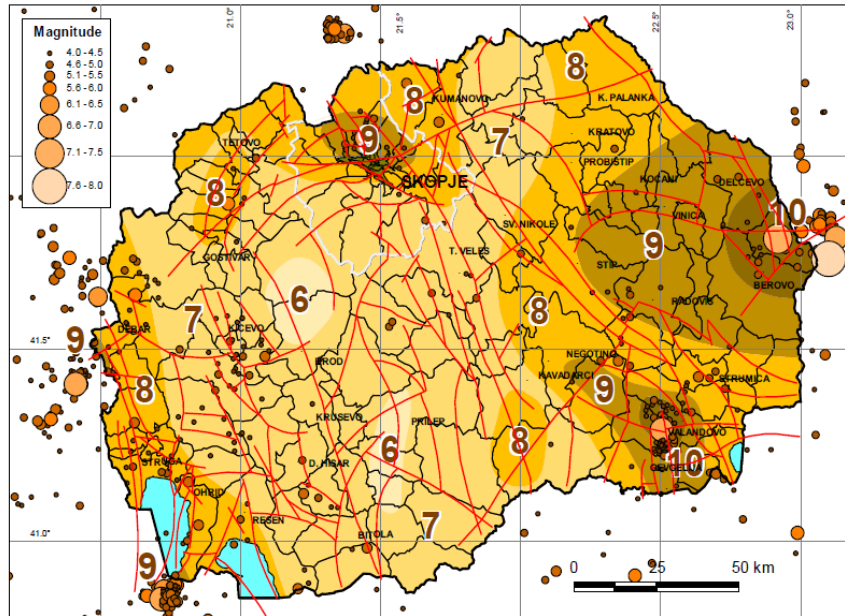 21.0°
21.5°
22.5°
23.0°
Magnitude
4.0-4.5
4.6-5.0
5.1-5.5
5.6-6.0
6.1-6.5
6.6-7.0
7.1-7.5
7.6-8.0
8
K. PALANKA
8
KUMANOVO
7
9
TETOVO
KRATOVO
PROBISTIP
SKOPJE
KOCANI
DELCEVO
8
10
VINICA
SV. NIKOLE
9
T. VELES
GOSTIVAR
STIP
BEROVO
6
RADOVIS
8
7
9
DEBAR
KICEVO
41.5°
NEGOTINO
BROD
KAVADARCI
STRUMICA
8
9
KRUSEVO
PRILEP
VALANDOVO
8
6
STRUGA
D. HISAR
GEVGELIJA
10
OHRID
RESEN
7
BITOLA
41.0°
9
0 25 50 km